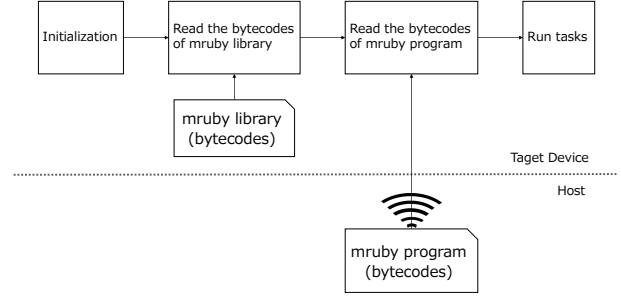 Initialization
Read the bytecodes
of mruby library
Read the bytecodes
of mruby program
Run tasks
mruby library
(bytecodes)
Taget Device
Host
mruby program
(bytecodes)